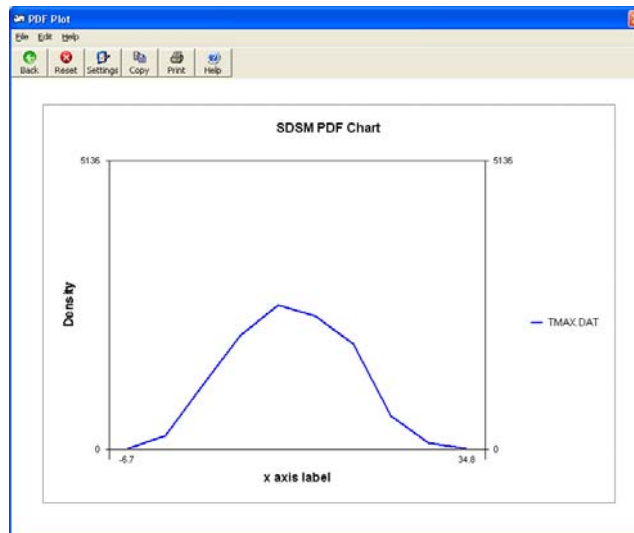 PDF Plot
File Edit Help
Back Reset Settings Copy Print Help
SDSM PDF Chart
5136 5136
Density
TMAX.DAT
0 0
-6.7 34.8
x axis label